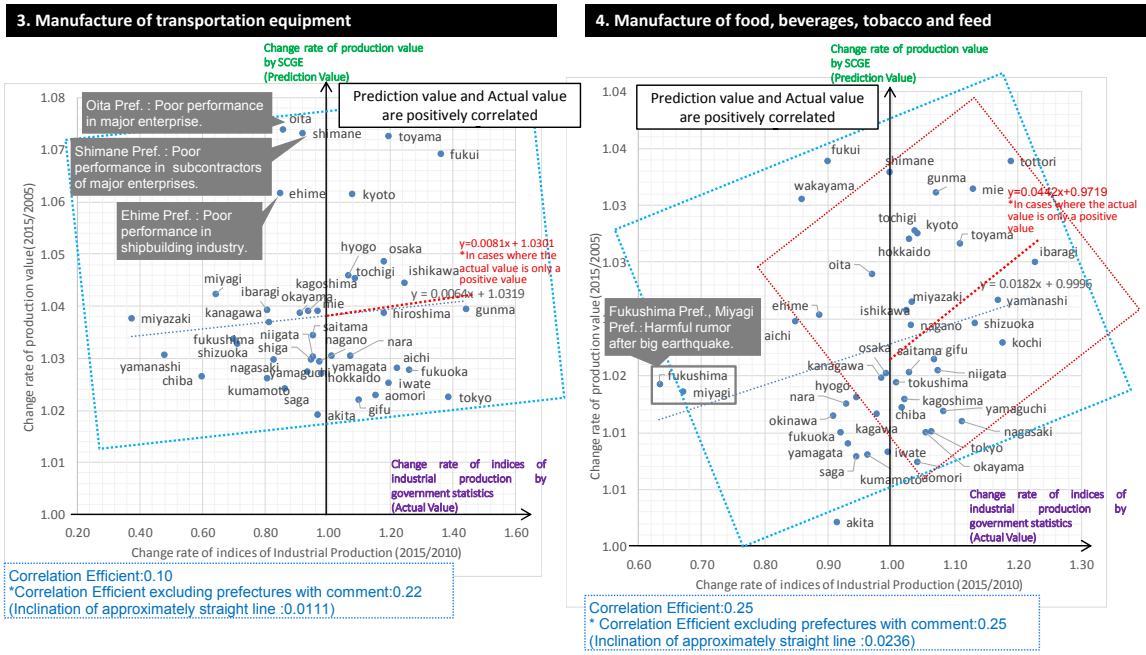 3. Manufacture of transportation equipment
Change rate of production value
by SCGE
(Prediction Value)
Prediction value and Actual value
are positively correlated
Oita Pref. : Poor performance
in major enterprise.
Shimane Pref. : Poor
performance in subcontractors
of major enterprises.
Ehime Pref. : Poor
performance in
shipbuilding industry.
Change rate of production value(2015/2005)
1.08
1.07
1.06
1.05
1.04
1.03
1.02
1.01
1.00
oita
shimane
toyama
fukui
ehime
kyoto
hyogo
osaka
tochigi
ishikawa
miyagi
kagoshima
ibaragi
okayama
mie
miyazaki
kanagawa
hiroshima
gunma
saitama
fukushima
niigata
nagano
nara
shizuoka
shiga
aichi
yamanashi
nagasaki
yamagata
fukuoka
chiba
yamaguchi
hokkaido
iwate
kumamoto
aomori
saga
tokyo
akita
gifu
y=0.0081x + 1.0301
*In cases where the
actual value is only a
positive value
y = 0.0064x + 1.0319
Change rate of indices of
industrial production by
government statistics
(Actual Value)
0.20
0.40
0.60
0.80
1.00
1.20
1.40
1.60
Change rate of indices of Industrial Production (2015/2010)
Correlation Efficient:0.10
*Correlation Efficient excluding prefectures with comment:0.22
(Inclination of approximately straight line :0.0111)
4. Manufacture of food, beverages, tobacco and feed
Change rate of production value
by SCGE
(Prediction Value)
Prediction value and Actual value
are positively correlated
Change rate of production value(2015/2005)
1.04
1.04
1.03
1.03
1.02
1.01
1.01
1.00
fukui
shimane
tottori
wakayama
gunma
mie
tochigi
kyoto
hokkaido
toyama
ibaragi
oita
miyazaki
yamanashi
ehime
aichi
nagano
shizuoka
kochi
osaka
saitama
gifu
kanagawa
niigata
fukushima
tokushima
miyagi
hyogo
nara
kagoshima
chiba
yamaguchi
okinawa
kagawa
nagasaki
fukuoka
tokyo
yamagata
iwate
okayama
saga
kumamoto
aomori
akita
y=0.0442x+0.9719
*In cases where the actual
value is only a positive
value
y = 0.0182x + 0.9996
Fukushima Pref., Miyagi
Pref.:Harmful rumor
after big earthquake.
Change rate of indices of
industrial production by
government statistics
(Actual Value)
0.60
0.70
0.80
0.90
1.00
1.10
1.20
1.30
Change rate of indices of Industrial Production (2015/2010)
Correlation Efficient:0.25
* Correlation Efficient excluding prefectures with comment:0.25
(Inclination of approximately straight line :0.0236)